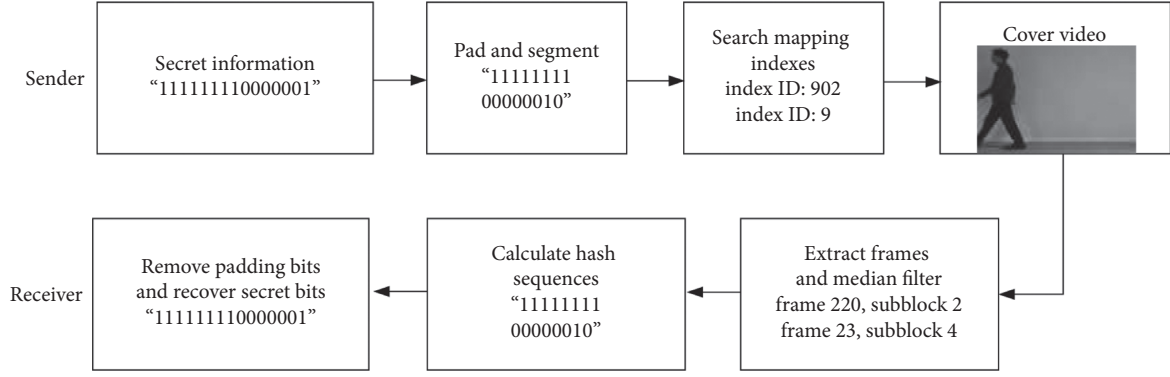 Sender
Secret information
“111111110000001”
Pad and segment
“11111111
00000010”
Search mapping
indexes
index ID: 902
index ID: 9
Cover video
Receiver
Remove padding bits
and recover secret bits
“111111110000001”
Calculate hash
sequences
“11111111
00000010”
Extract frames
and median filter
frame 220, subblock 2
frame 23, subblock 4